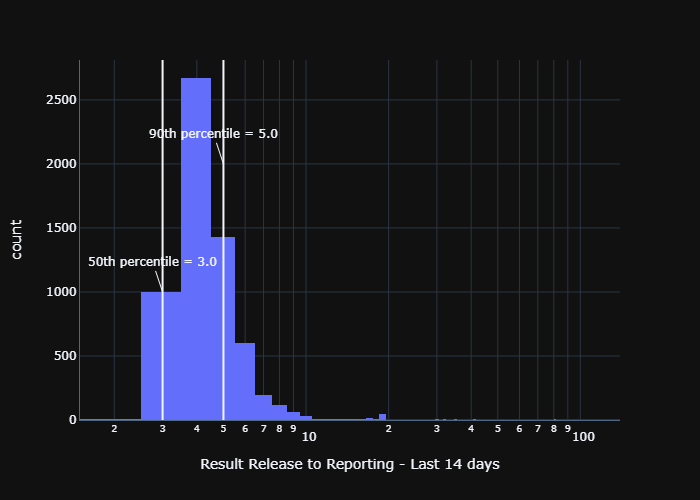 2500
2000
1500
1000
500
0
count
90th percentile = 5.0
50th percentile = 3.0
2 3 4 5 6 7 8 9 10 2 3 4 5 6 7 8 9 100
Result Release to Reporting - Last 14 days